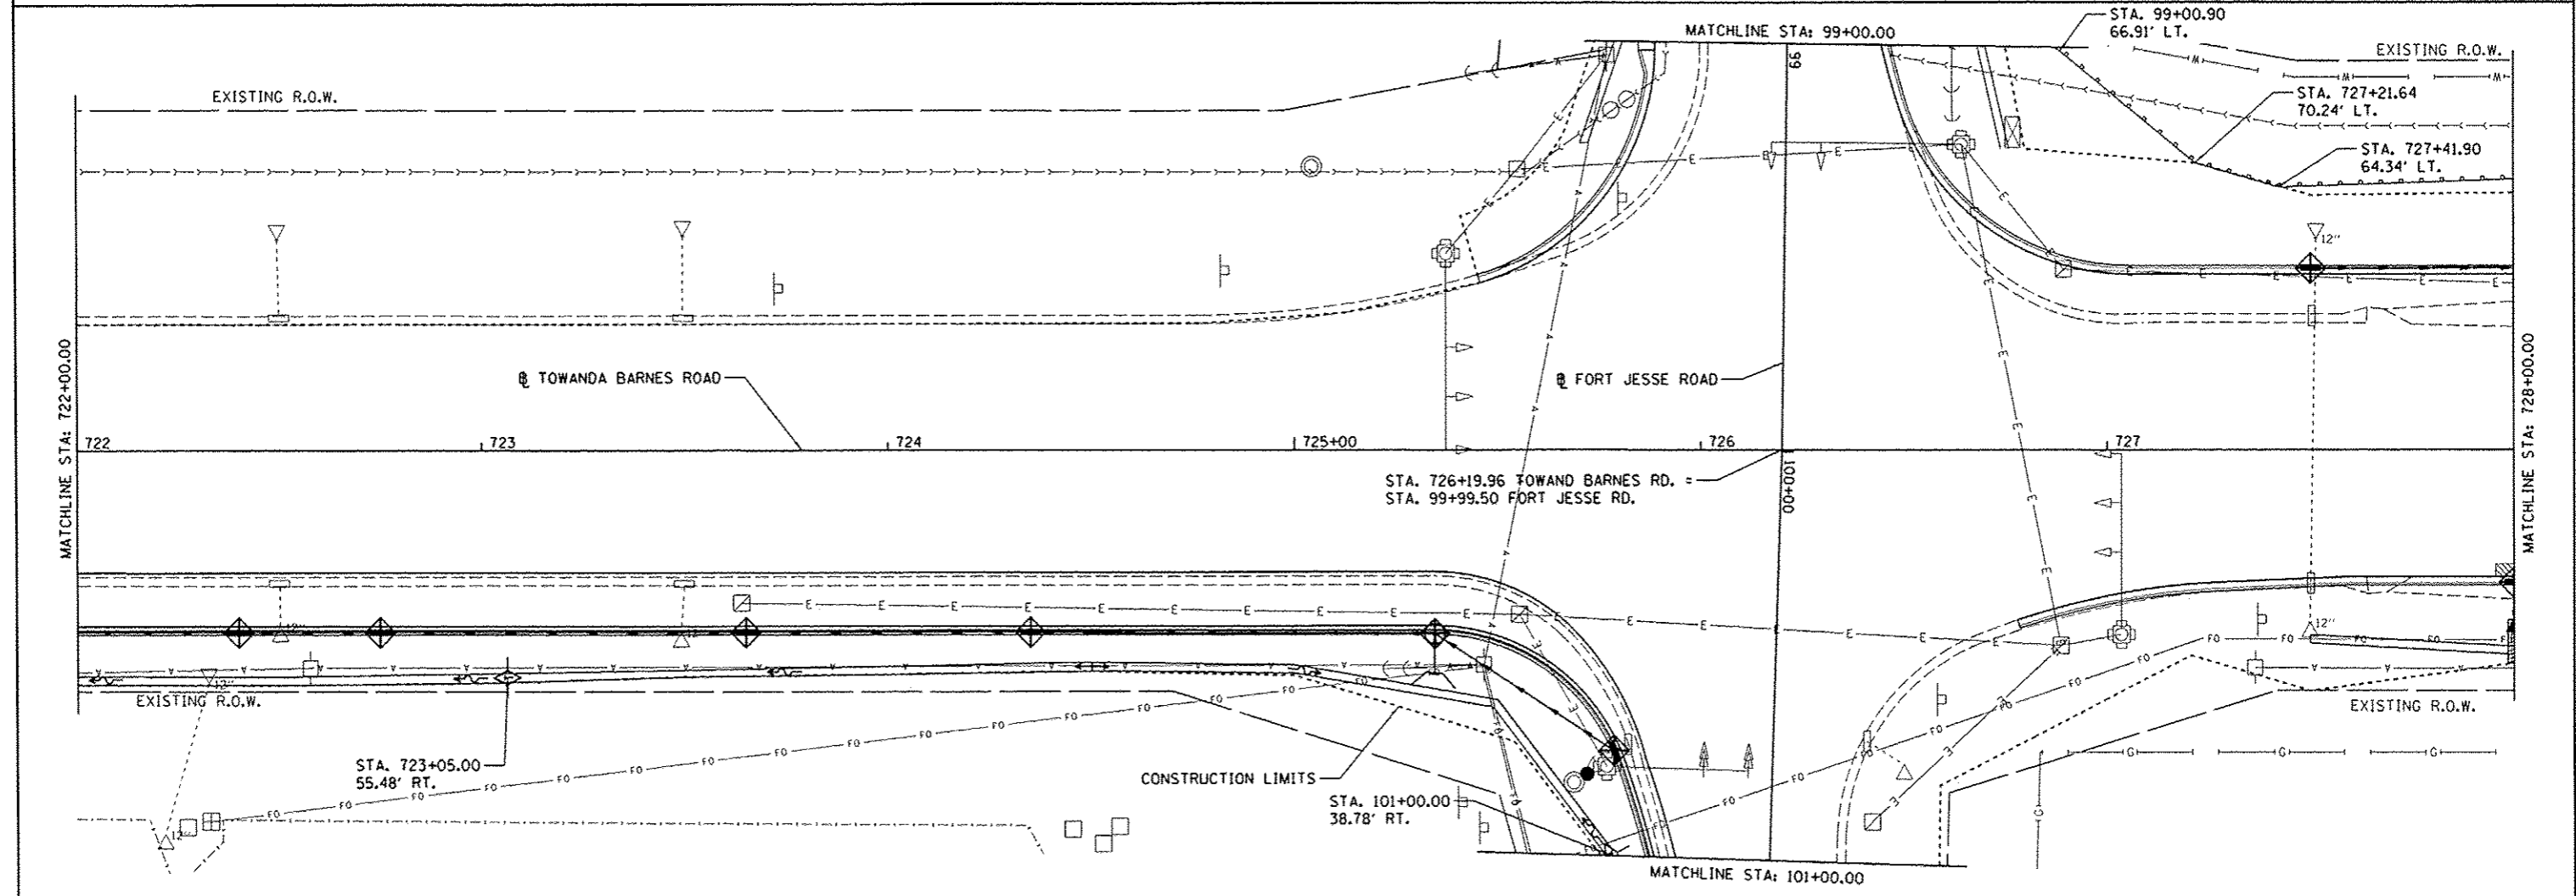 MATCHLINE STA: 99+00.00
STA. 99+00.90
66.91' LT.
EXISTING R.O.W.
EXISTING R.O.W.
99
STA. 727+21.64
70.24' LT.
STA. 727+41.90
64.34' LT.
12"
MATCHLINE STA: 722+00.00
MATCHLINE STA: 728+00.00
℄ TOWANDA BARNES ROAD
℄ FORT JESSE ROAD
722
723
724
725+00
726
727
100+00
STA. 726+19.96 TOWAND BARNES RD. =
STA. 99+99.50 FORT JESSE RD.
12"
12"
12"
12"
EXISTING R.O.W.
EXISTING R.O.W.
STA. 723+05.00
55.48' RT.
CONSTRUCTION LIMITS
STA. 101+00.00
38.78' RT.
12"
MATCHLINE STA: 101+00.00